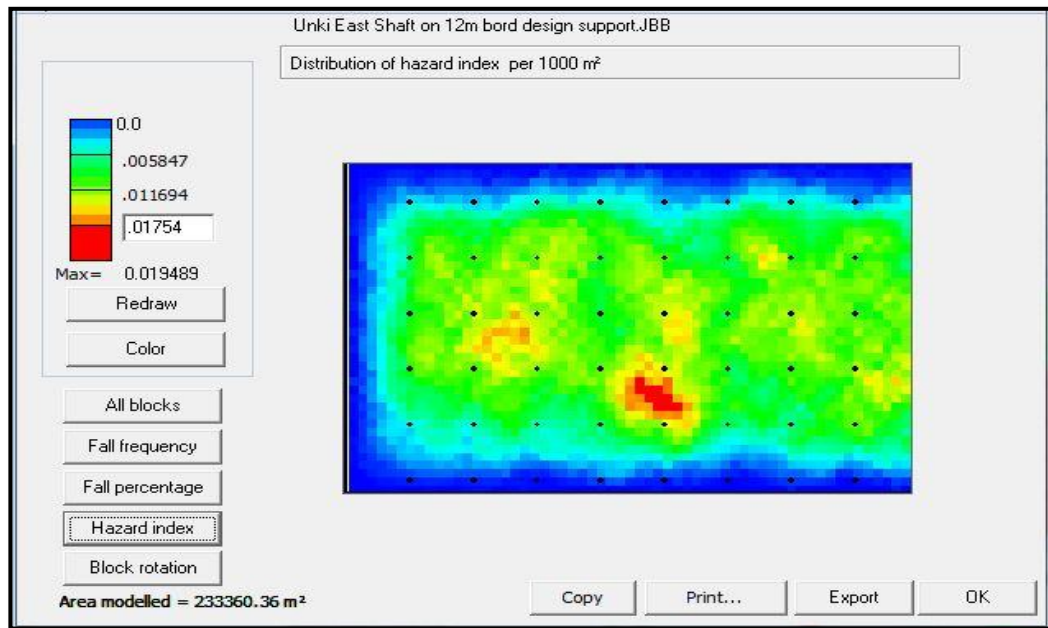 Unki East Shaft on 12m bord design support.JBB
Distribution of hazard index per 1000 m²
0.0
.005847
.011694
.01754
Max= 0.019489
Redraw
Color
All blocks
Fall frequency
Fall percentage
Hazard index
Block rotation
Area modelled = 233360.36 m²
Copy
Print...
Export
OK